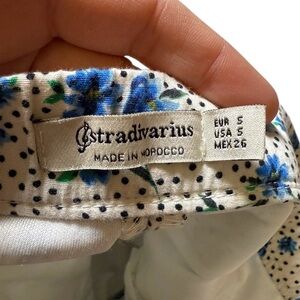 Stradivarius
MADE IN MOROCCO
EUR S
USA S
MEX 26